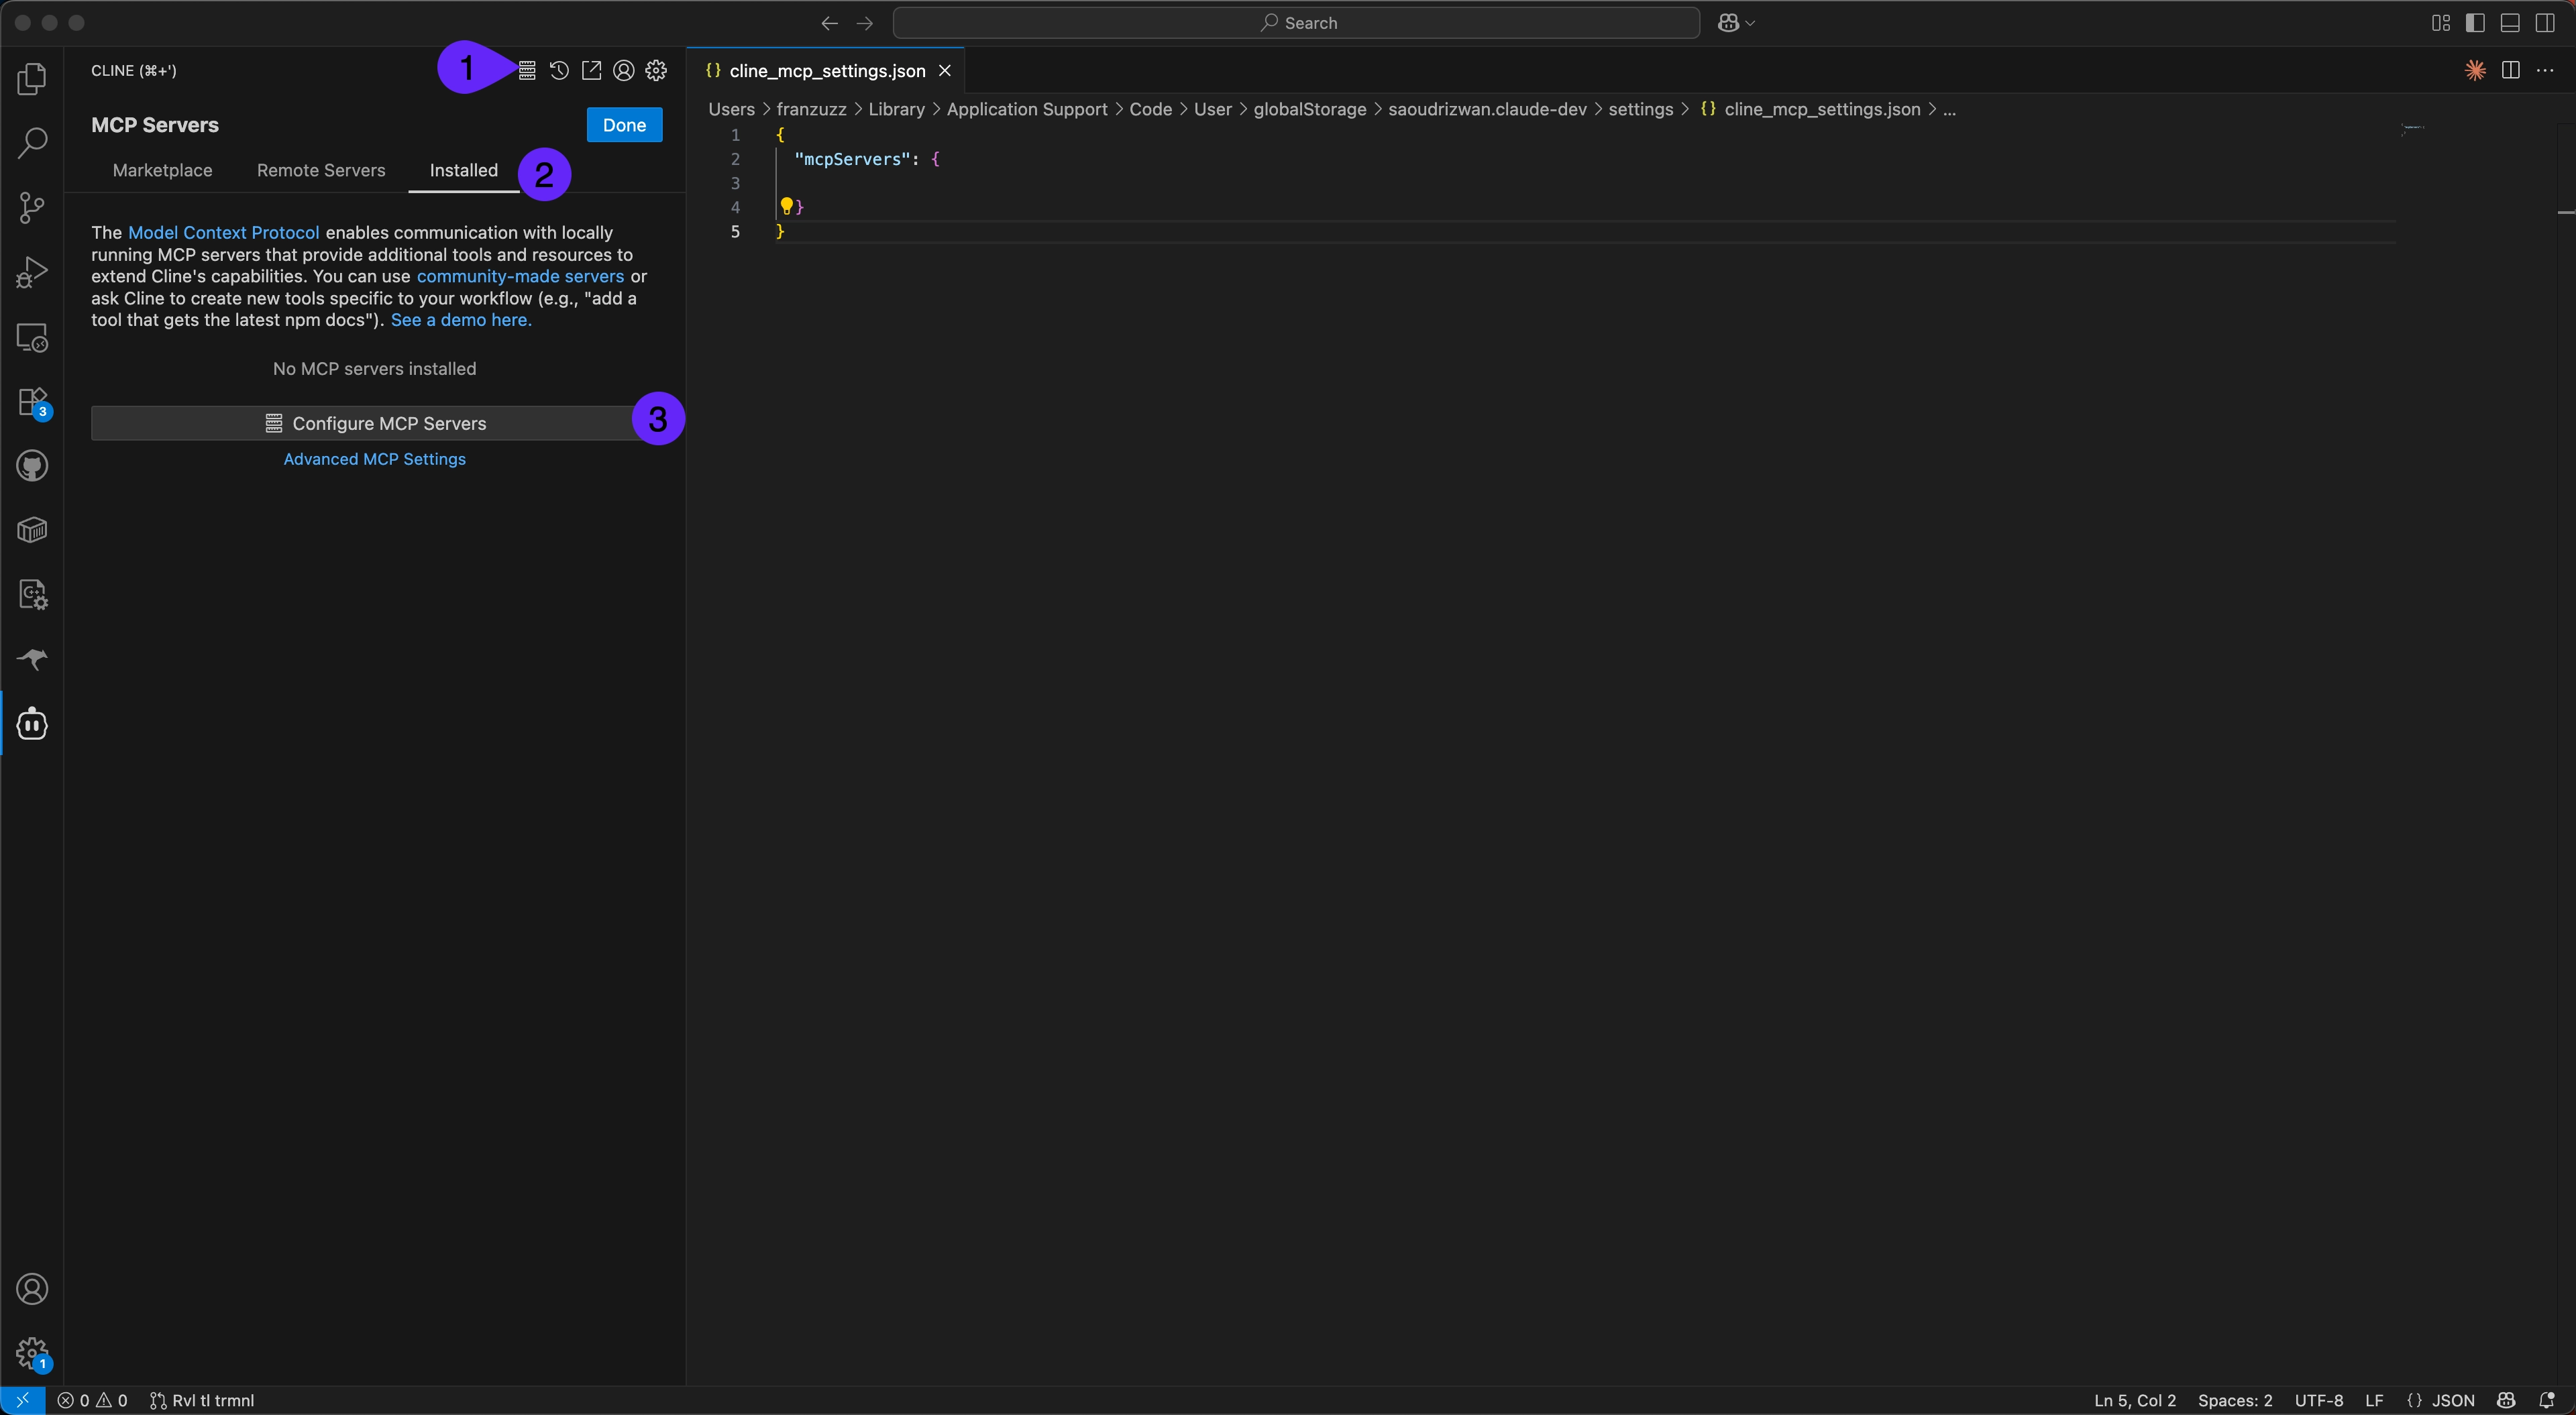 Search
CLINE (⌘+')
1
MCP Servers
Done
Marketplace
Remote Servers
Installed
2
The Model Context Protocol enables communication with locally
running MCP servers that provide additional tools and resources to
extend Cline's capabilities. You can use community-made servers or
ask Cline to create new tools specific to your workflow (e.g., "add a
tool that gets the latest npm docs"). See a demo here.
No MCP servers installed
Configure MCP Servers
3
Advanced MCP Settings
3
C++
1
{} cline_mcp_settings.json
Users > franzuzz > Library > Application Support > Code > User > globalStorage > saoudrizwan.claude-dev > settings > {} cline_mcp_settings.json > ...
1 {
2 "mcpServers": {
3
4 }
5 }
0 0 Rvl tl trmnl
Ln 5, Col 2 Spaces: 2 UTF-8 LF {} JSON